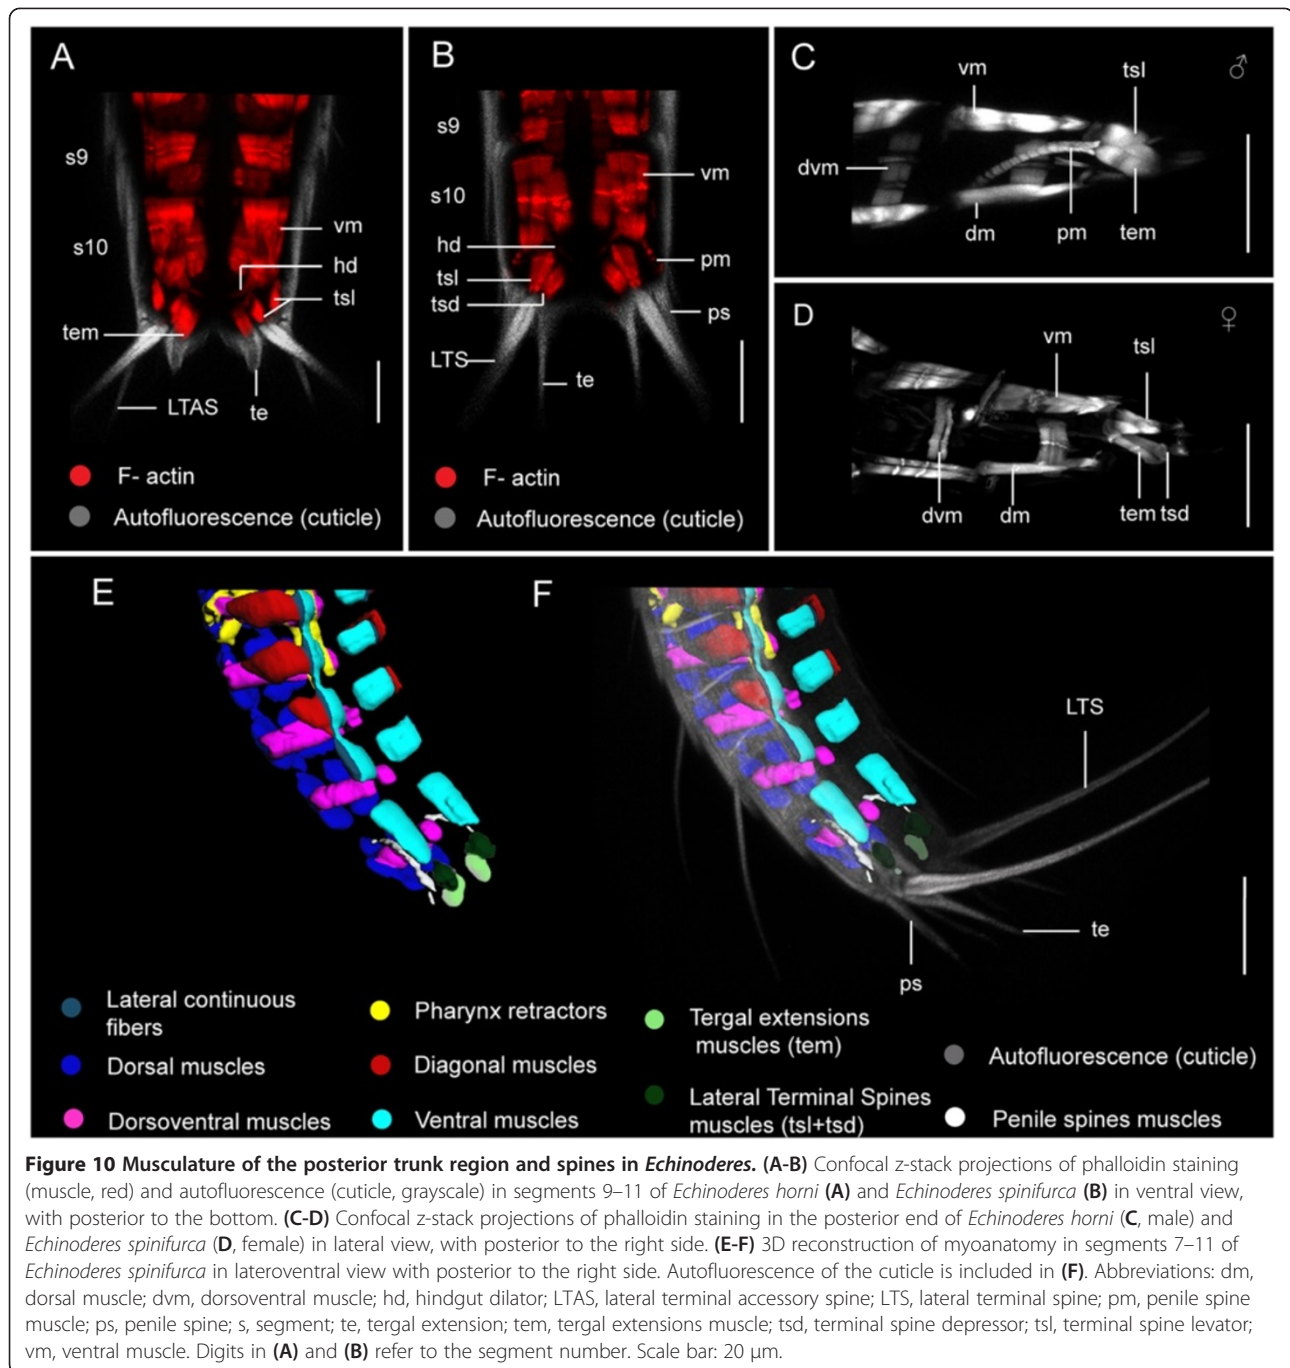 A
s9
s10
vm
hd
tsl
tem
LTAS
te
F- actin
Autofluorescence (cuticle)
B
s9
s10
vm
hd
pm
tsl
tsd
ps
LTS
te
F- actin
Autofluorescence (cuticle)
C
♂
vm
tsl
dvm
dm
pm
tem
D
♀
vm
tsl
dvm
dm
tem
tsd
E
F
LTS
te
ps
Lateral continuous
fibers
Dorsal muscles
Dorsoventral muscles
Pharynx retractors
Diagonal muscles
Ventral muscles
Tergal extensions
muscles (tem)
Lateral Terminal Spines
muscles (tsl+tsd)
Autofluorescence (cuticle)
Penile spines muscles
Figure 10 Musculature of the posterior trunk region and spines in Echinoderes. (A-B) Confocal z-stack projections of phalloidin staining
(muscle, red) and autofluorescence (cuticle, grayscale) in segments 9–11 of Echinoderes horni (A) and Echinoderes spinifurca (B) in ventral view,
with posterior to the bottom. (C-D) Confocal z-stack projections of phalloidin staining in the posterior end of Echinoderes horni (C, male) and
Echinoderes spinifurca (D, female) in lateral view, with posterior to the right side. (E-F) 3D reconstruction of myoanatomy in segments 7–11 of
Echinoderes spinifurca in lateroventral view with posterior to the right side. Autofluorescence of the cuticle is included in (F). Abbreviations: dm,
dorsal muscle; dvm, dorsoventral muscle; hd, hindgut dilator; LTAS, lateral terminal accessory spine; LTS, lateral terminal spine; pm, penile spine
muscle; ps, penile spine; s, segment; te, tergal extension; tem, tergal extensions muscle; tsd, terminal spine depressor; tsl, terminal spine levator;
vm, ventral muscle. Digits in (A) and (B) refer to the segment number. Scale bar: 20 μm.